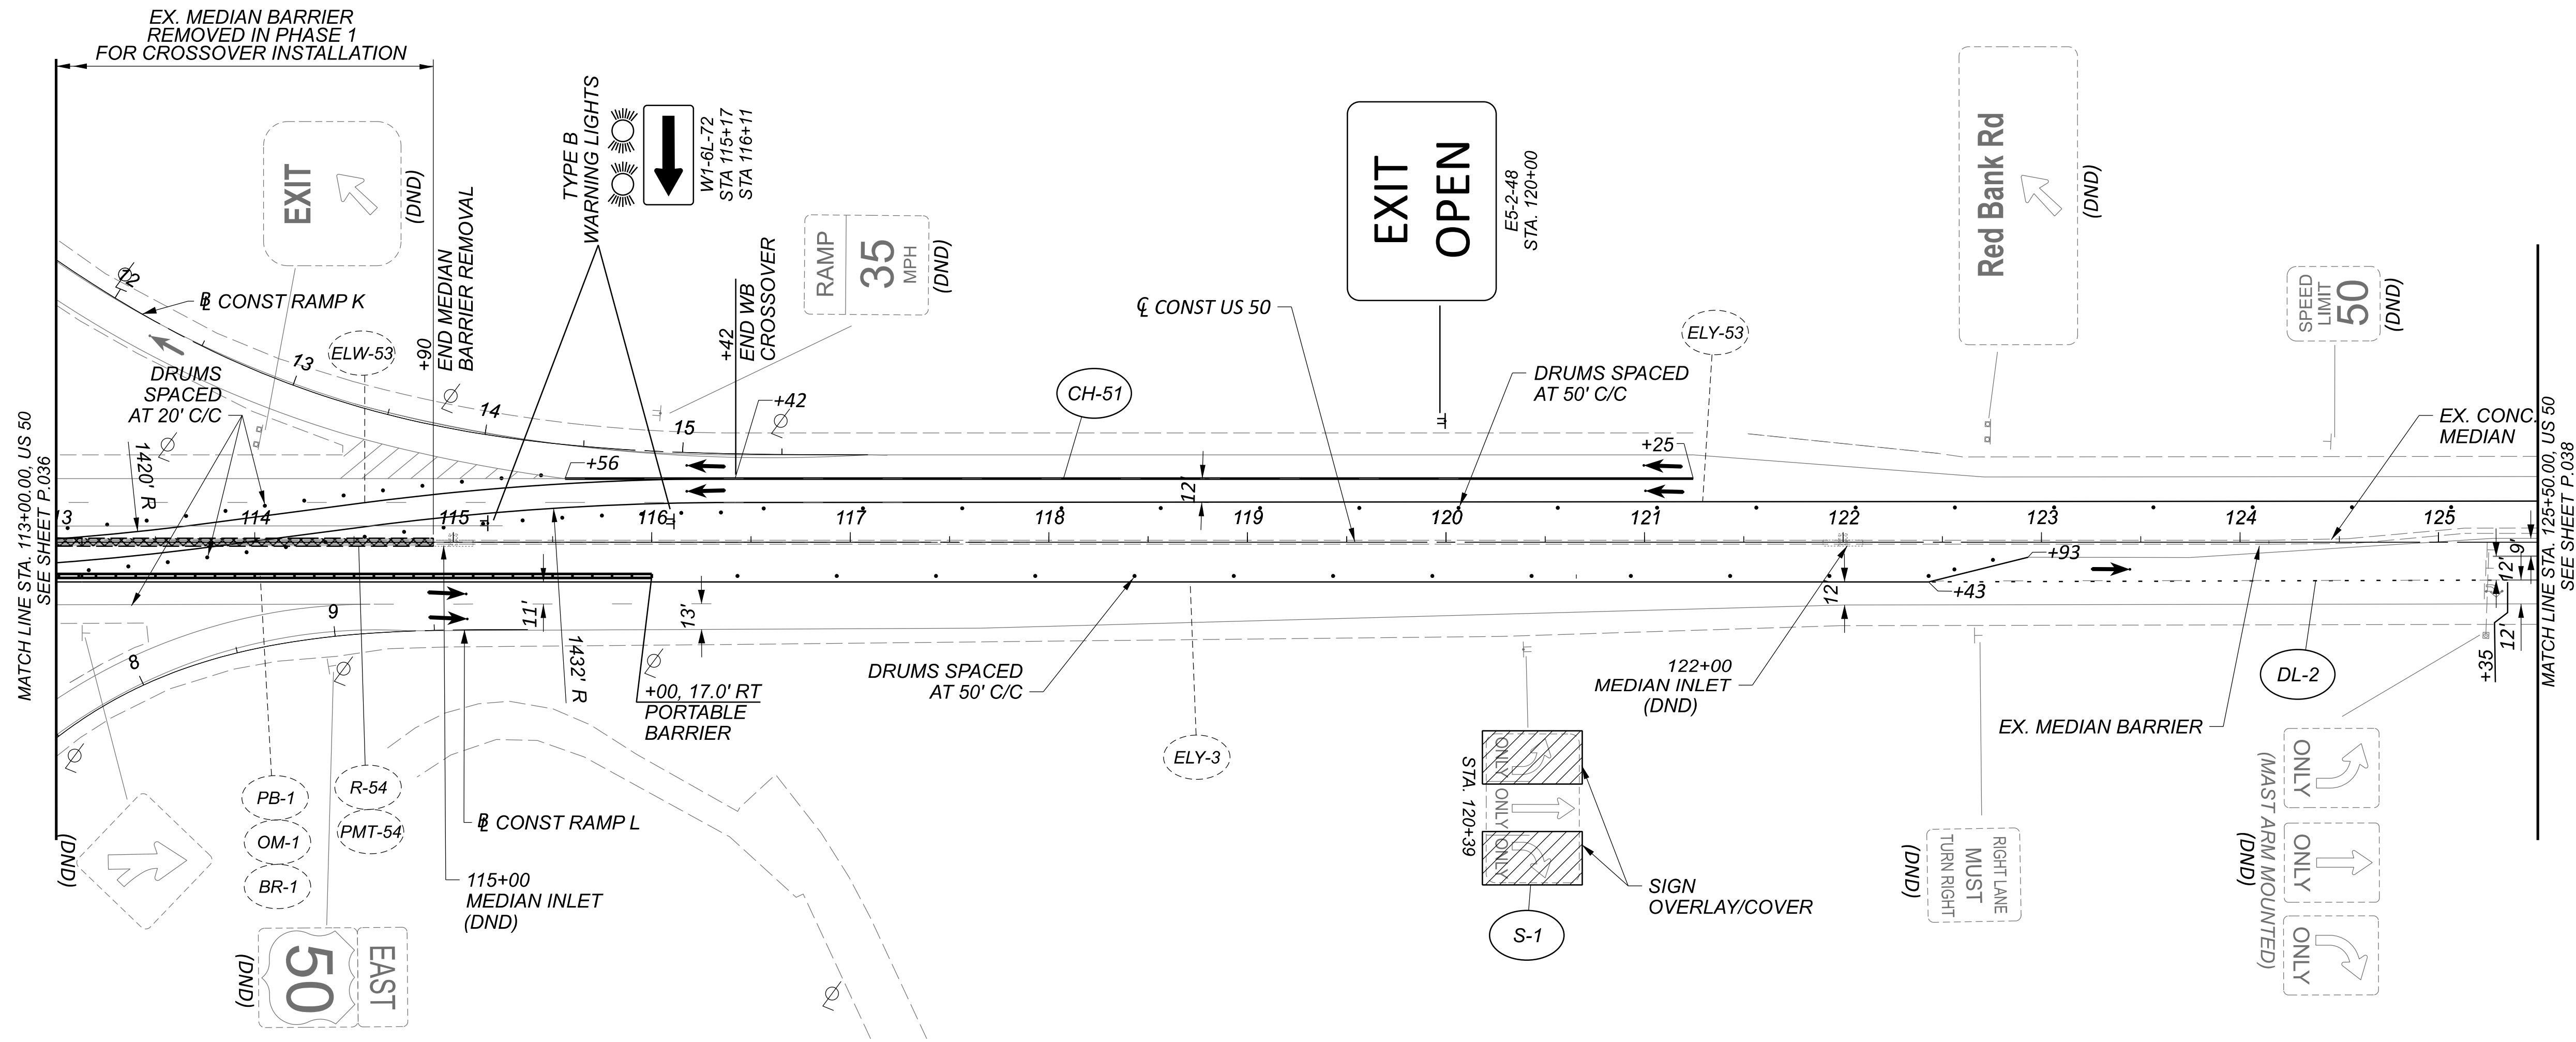 EX. MEDIAN BARRIER
REMOVED IN PHASE 1
FOR CROSSOVER INSTALLATION
EXIT
(DND)
TYPE B
WARNING LIGHTS
W1-6L-72
STA 115+17
STA 116+11
RAMP
35
MPH
(DND)
EXIT
OPEN
E5-2-48
STA. 120+00
Red Bank Rd
(DND)
SPEED
LIMIT
50
(DND)
12
℄ CONST RAMP K
13
ELW-53
+90
END MEDIAN
BARRIER REMOVAL
+42
END WB
CROSSOVER
DRUMS
SPACED
AT 20' C/C
14
15
+42
CH-51
℄ CONST US 50
ELY-53
DRUMS SPACED
AT 50' C/C
EX. CONC.
MEDIAN
MATCH LINE STA. 113+00.00, US 50
SEE SHEET P.036
1420' R
+56
12'
+25
13
114
115
116
117
118
119
120
121
122
123
124
125
MATCH LINE STA. 125+50.00, US 50
SEE SHEET P.038
9'
12'
12'
+35
+93
+43
12'
8
9
11'
13'
1432' R
+00, 17.0' RT
PORTABLE
BARRIER
DRUMS SPACED
AT 50' C/C
ELY-3
122+00
MEDIAN INLET
(DND)
DL-2
EX. MEDIAN BARRIER
PB-1
OM-1
BR-1
R-54
PMT-54
℄ CONST RAMP L
115+00
MEDIAN INLET
(DND)
(DND)
EAST
50
(DND)
ONLY
ONLY
ONLY
STA. 120+39
SIGN
OVERLAY/COVER
S-1
RIGHT LANE
MUST
TURN RIGHT
(DND)
ONLY
ONLY
ONLY
(MAST ARM MOUNTED)
(DND)